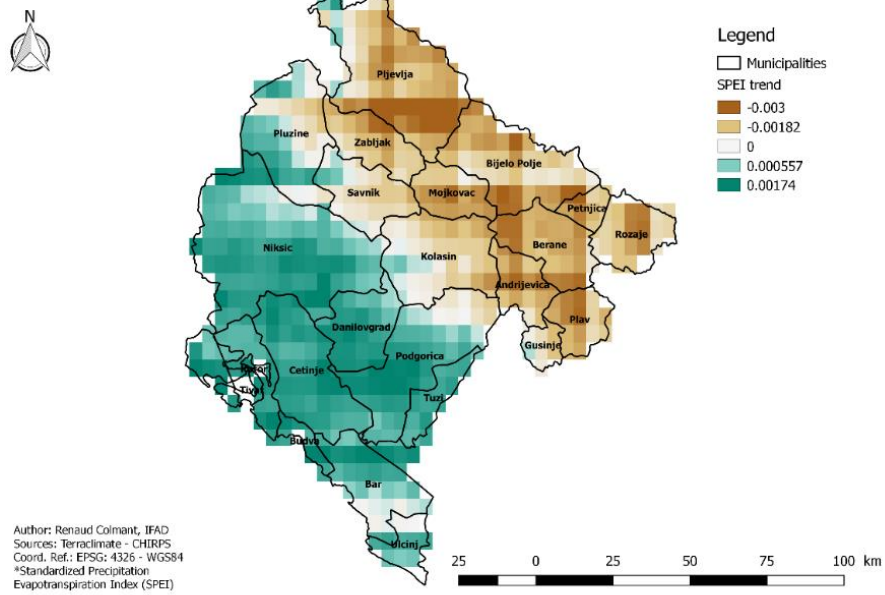 N
Legend
Municipalities
SPEI trend
-0.003
-0.00182
0
0.000557
0.00174
Pljevlja
Pluzine
Zabljak
Bijelo Polje
Savnik
Mojkovac
Petnjica
Rozaje
Niksic
Kolasin
Berane
Andrijevica
Plav
Danilovgrad
Gusinje
Podgorica
Kotor
Cetinje
Tivat
Tuzi
Budva
Bar
Ulcinj
Author: Renaud Colmant, IFAD
Sources: Terraclimate - CHIRPS
Coord. Ref.: EPSG: 4326 - WGS84
*Standardized Precipitation
Evapotranspiration Index (SPEI)
25 0 25 50 75 100 km